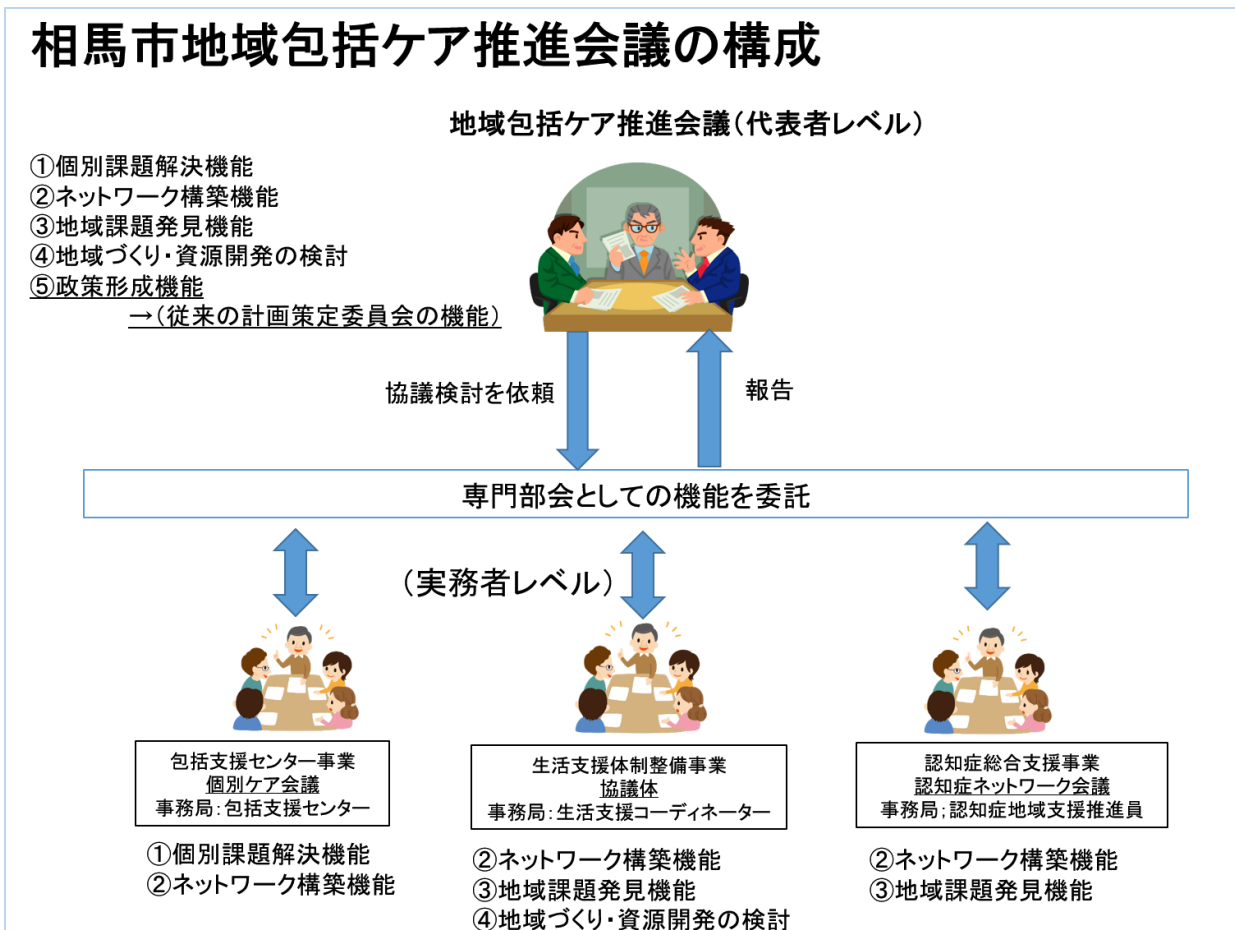 相馬市地域包括ケア推進会議の構成
地域包括ケア推進会議(代表者レベル)
①個別課題解決機能
②ネットワーク構築機能
③地域課題発見機能
④地域づくり・資源開発の検討
⑤政策形成機能
→(従来の計画策定委員会の機能)
協議検討を依頼
報告
専門部会としての機能を委託
(実務者レベル)
包括支援センター事業
個別ケア会議
事務局:包括支援センター
①個別課題解決機能
②ネットワーク構築機能
生活支援体制整備事業
協議体
事務局:生活支援コーディネーター
②ネットワーク構築機能
③地域課題発見機能
④地域づくり・資源開発の検討
認知症総合支援事業
認知症ネットワーク会議
事務局;認知症地域支援推進員
②ネットワーク構築機能
③地域課題発見機能